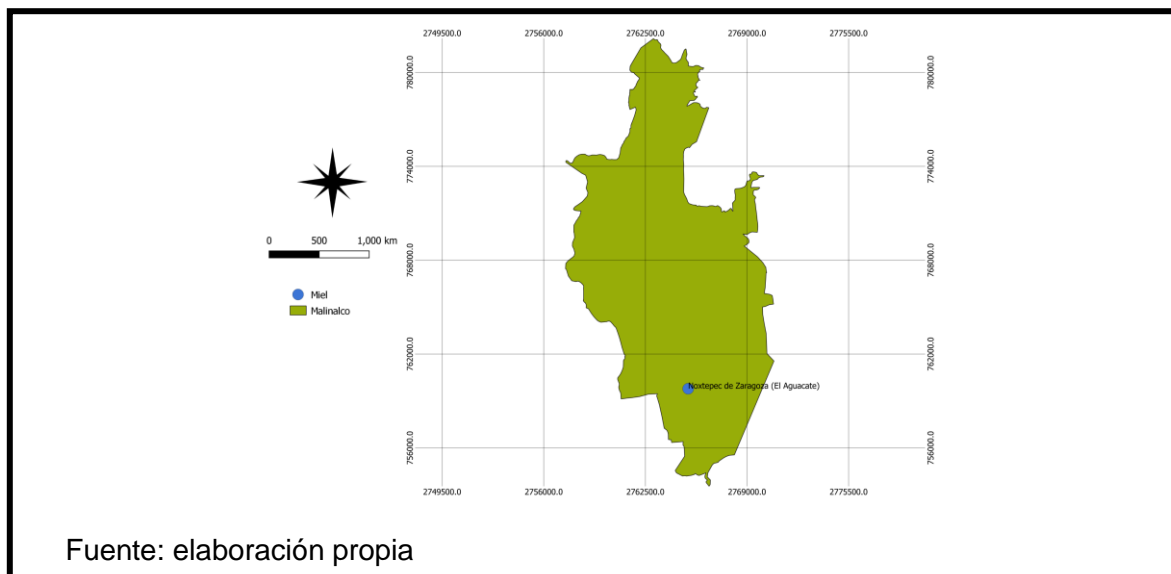 2749500.0 2756000.0 2762500.0 2769000.0 2775500.0
780000.0 780000.0
774000.0 774000.0
0 500 1,000 km
768000.0 768000.0
Miel
Malinalco
762000.0 762000.0
Noxtepec de Zaragoza (El Aguacate)
756000.0 756000.0
2749500.0 2756000.0 2762500.0 2769000.0 2775500.0
Fuente: elaboración propia